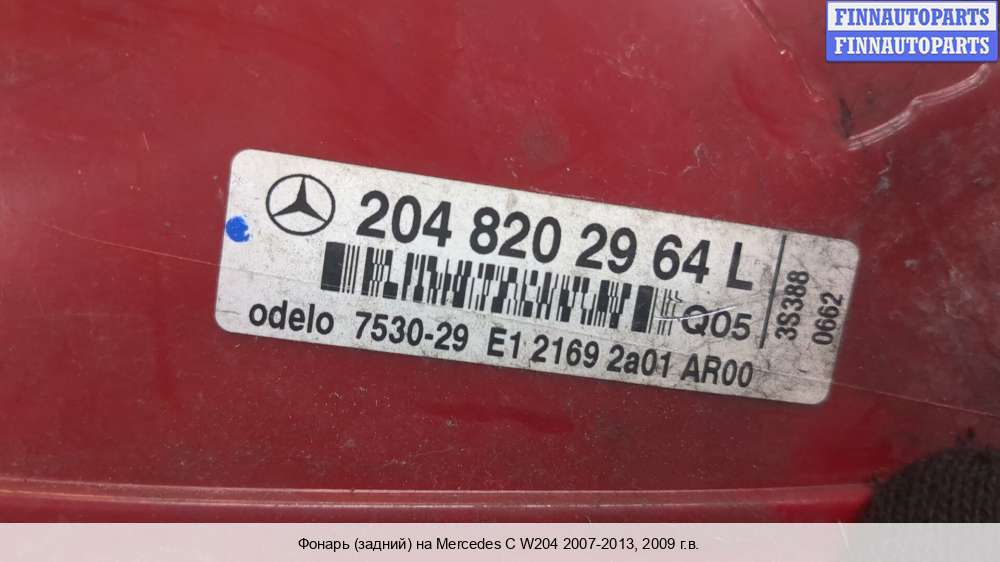 FINNAUTOPARTS
FINNAUTOPARTS
204 820 29 64 L
Q05
3S388
0662
odelo 7530-29 E1 2169 2a01 AR00
Фонарь (задний) на Mercedes C W204 2007-2013, 2009 г.в.